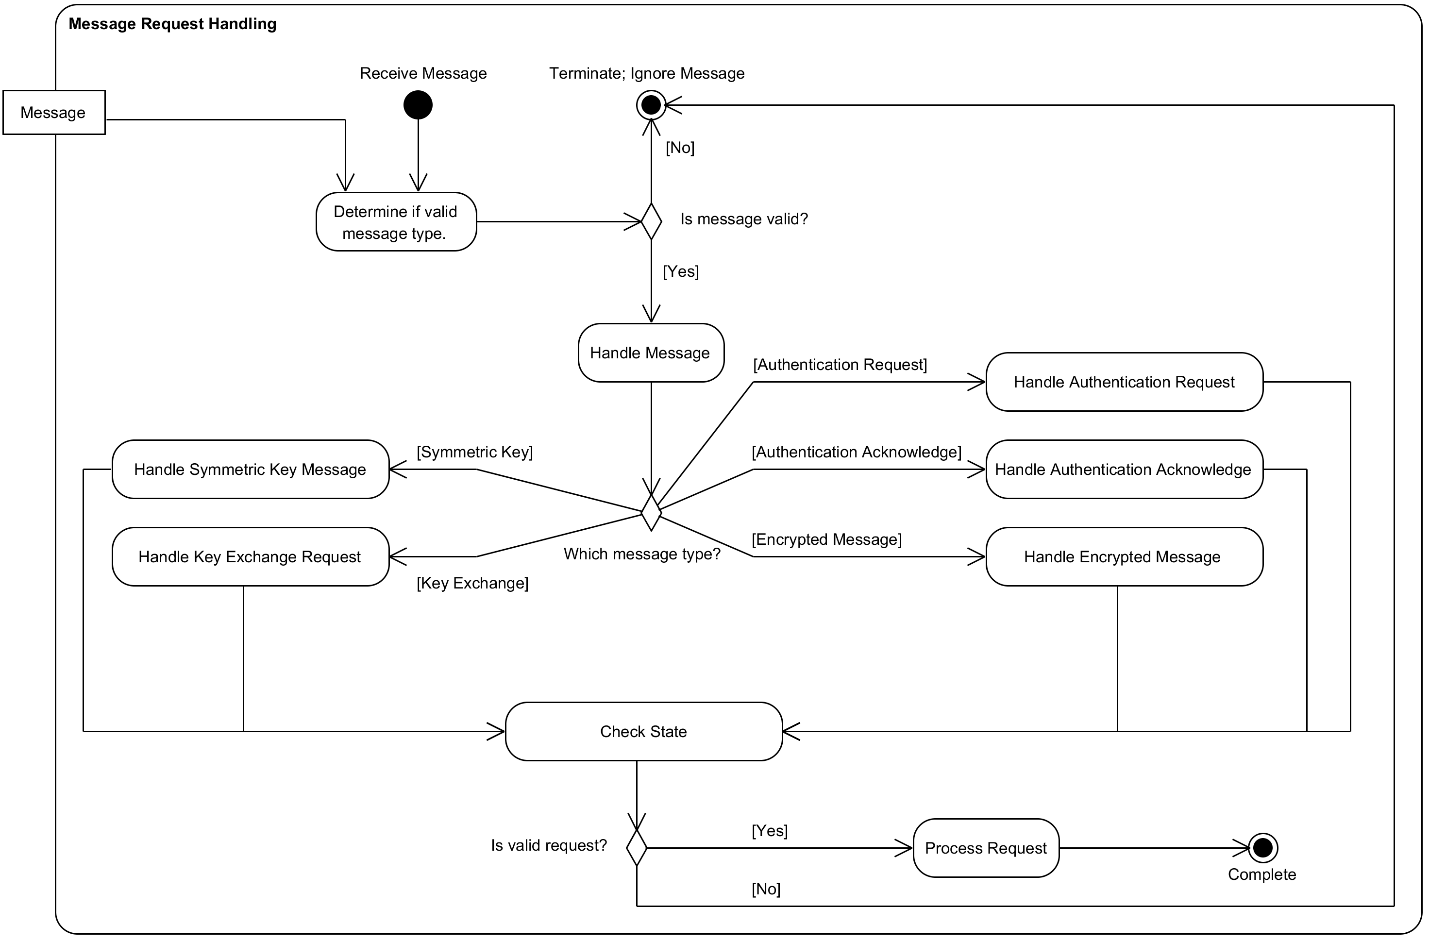 Message Request Handling
Receive Message
Terminate; Ignore Message
Message
[No]
Determine if valid
message type.
Is message valid?
[Yes]
Handle Message
[Authentication Request]
Handle Authentication Request
[Symmetric Key]
[Authentication Acknowledge]
Handle Symmetric Key Message
Handle Authentication Acknowledge
[Encrypted Message]
Which message type?
Handle Key Exchange Request
Handle Encrypted Message
[Key Exchange]
Check State
[Yes]
Is valid request?
Process Request
Complete
[No]